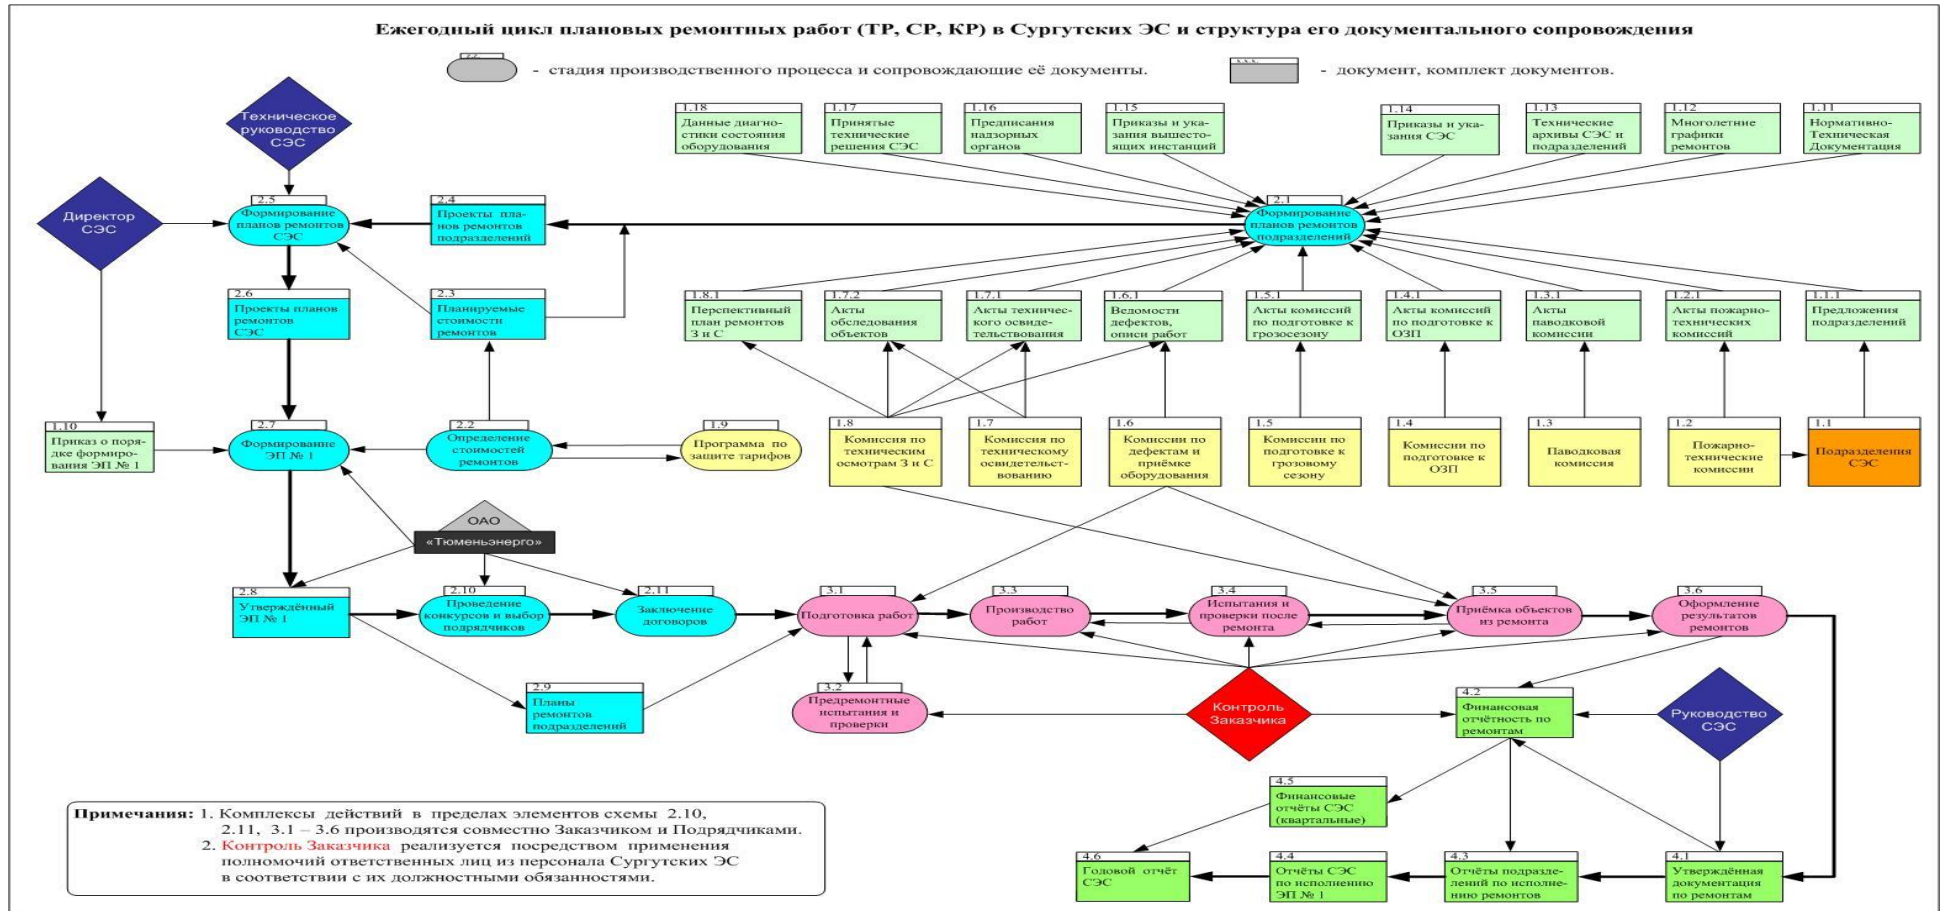 Ежегодный цикл плановых ремонтных работ (ТР, СР, КР) в Сургутских ЭС и структура его документального сопровождения
- стадия производственного процесса и сопровождающие её документы.
х.х.х.
- документ, комплект документов.
Техническое
руководство
СЭС
1.18
Данные диагно-
стики состояния
оборудования
1.17
Принятые
технические
решения СЭС
1.16
Предписания
надзорных
органов
1.15
Приказы и ука-
зания вышесто-
ящих инстанций
1.14
Приказы и ука-
зания СЭС
1.13
Технические
архивы СЭС и
подразделений
1.12
Многолетние
графики
ремонтов
1.11
Нормативно-
Техническая
Документация
Директор
СЭС
2.5
Формирование
планов ремонтов
СЭС
2.4
Проекты пла-
нов ремонтов
подразделений
2.1
Формирование
планов ремонтов
подразделений
2.6
Проекты планов
ремонтов
СЭС
2.3
Планируемые
стоимости
ремонтов
1.8.1
Перспективный
план ремонтов
З и С
1.7.2
Акты
обследования
объектов
1.7.1
Акты техничес-
кого освиде-
тельствования
1.6.1
Ведомости
дефектов,
описи работ
1.5.1
Акты комиссий
по подготовке к
грозосезону
1.4.1
Акты комиссий
по подготовке к
ОЗП
1.3.1
Акты
паводковой
комиссии
1.2.1
Акты пожарно-
технических
комиссий
1.1.1
Предложения
подразделений
1.10
Приказ о поря-
дке формиро-
вания ЭП № 1
2.7
Формирование
ЭП № 1
2.2
Определение
стоимостей
ремонтов
1.9
Программа по
защите тарифов
1.8
Комиссия по
техническим
осмотрам З и С
1.7
Комиссия по
техническому
освидетельст-
вованию
1.6
Комиссии по
дефектам и
приёмке
оборудования
1.5
Комиссии по
подготовке к
грозовому
сезону
1.4
Комиссии по
подготовке к
ОЗП
1.3
Паводковая
комиссия
1.2
Пожарно-
технические
комиссии
1.1
Подразделения
СЭС
ОАО
«Тюменьэнерго»
2.8
Утверждённый
ЭП № 1
2.10
Проведение
конкурсов и выбор
подрядчиков
2.11
Заключение
договоров
3.1
Подготовка работ
3.3
Производство
работ
3.4
Испытания и
проверки после
ремонта
3.5
Приёмка объектов
из ремонта
3.6
Оформление
результатов
ремонтов
2.9
Планы
ремонтов
подразделений
3.2
Предремонтные
испытания и
проверки
Контроль
Заказчика
4.2
Финансовая
отчётность по
ремонтам
Руководство
СЭС
4.5
Финансовые
отчёты СЭС
(квартальные)
4.6
Годовой отчёт
СЭС
4.4
Отчёты СЭС
по исполнению
ЭП № 1
4.3
Отчёты подразде-
лений по исполне-
нию ремонтов
4.1
Утверждённая
документация
по ремонтам
Примечания: 1. Комплексы действий в пределах элементов схемы 2.10,
2.11, 3.1 – 3.6 производятся совместно Заказчиком и Подрядчиками.
2. Контроль Заказчика реализуется посредством применения
полномочий ответственных лиц из персонала Сургутских ЭС
в соответствии с их должностными обязанностями.